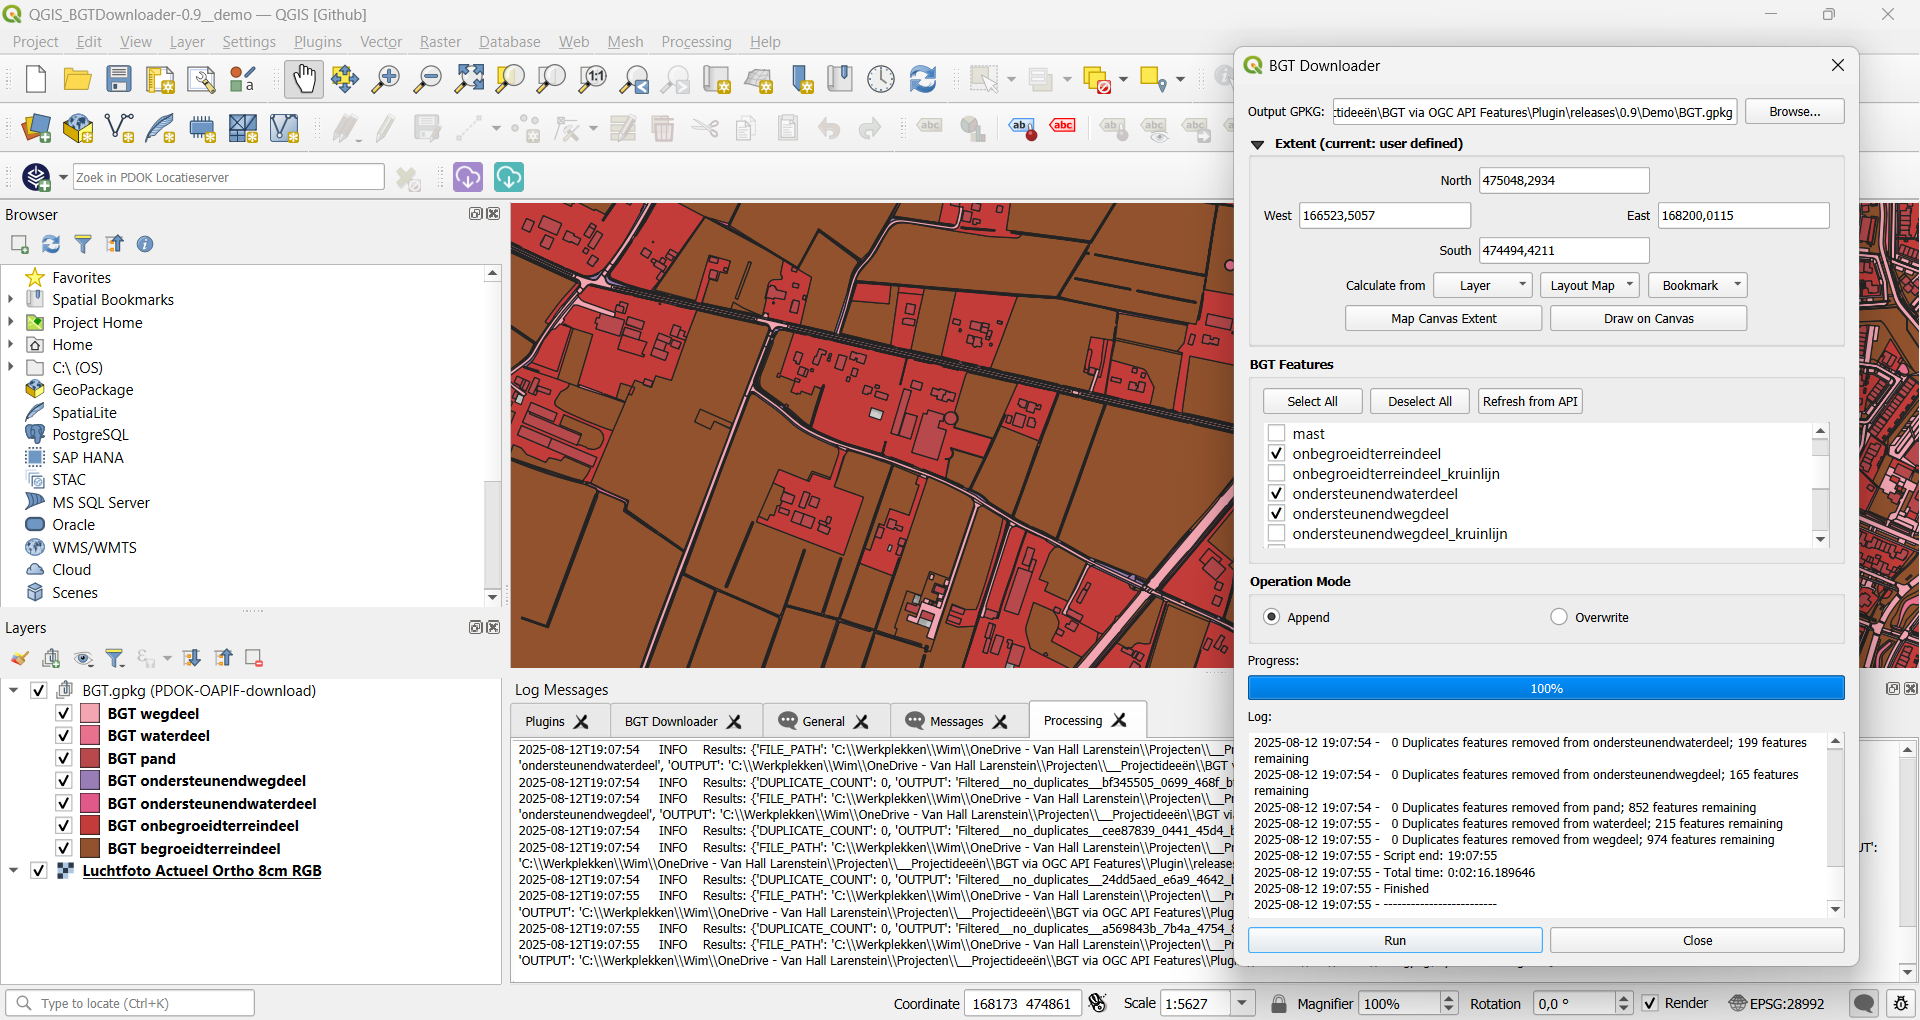 QGIS_BGTDownloader-0.9__demo — QGIS [Github]
Project Edit View Layer Settings Plugins Vector Raster Database Web Mesh Processing Help
Zoek in PDOK Locatieserver
Browser
Favorites
Spatial Bookmarks
Project Home
Home
C:\ (OS)
GeoPackage
SpatiaLite
PostgreSQL
SAP HANA
STAC
MS SQL Server
Oracle
WMS/WMTS
Cloud
Scenes
Layers
BGT.gpkg (PDOK-OAPIF-download)
BGT wegdeel
BGT waterdeel
BGT pand
BGT ondersteunendwegdeel
BGT ondersteunendwaterdeel
BGT onbegroeidterreindeel
BGT begroeidterreindeel
Luchtfoto Actueel Ortho 8cm RGB
Log Messages
Plugins BGT Downloader General Messages Processing
2025-08-12T19:07:54 INFO Results: {'FILE_PATH': 'C:\\Werkplekken\\Wim\\OneDrive - Van Hall Larenstein\\Projecten\\__Pr
'ondersteunendwaterdeel', 'OUTPUT': 'C:\\Werkplekken\\Wim\\OneDrive - Van Hall Larenstein\\Projecten\\__Projectideeën\\BGT v
2025-08-12T19:07:54 INFO Results: {'DUPLICATE_COUNT': 0, 'OUTPUT': 'Filtered__no_duplicates__bf345505_0699_468f_b
2025-08-12T19:07:54 INFO Results: {'FILE_PATH': 'C:\\Werkplekken\\Wim\\OneDrive - Van Hall Larenstein\\Projecten\\__Pr
'ondersteunendwegdeel', 'OUTPUT': 'C:\\Werkplekken\\Wim\\OneDrive - Van Hall Larenstein\\Projecten\\__Projectideeën\\BGT via
2025-08-12T19:07:54 INFO Results: {'DUPLICATE_COUNT': 0, 'OUTPUT': 'Filtered__no_duplicates__cee87839_0441_45d4_b
2025-08-12T19:07:54 INFO Results: {'FILE_PATH': 'C:\\Werkplekken\\Wim\\OneDrive - Van Hall Larenstein\\Projecten\\__Pr
'C:\\Werkplekken\\Wim\\OneDrive - Van Hall Larenstein\\Projecten\\__Projectideeën\\BGT via OGC API Features\\Plugin\\release
2025-08-12T19:07:54 INFO Results: {'DUPLICATE_COUNT': 0, 'OUTPUT': 'Filtered__no_duplicates__24dd5aed_e6a9_4642_
2025-08-12T19:07:55 INFO Results: {'FILE_PATH': 'C:\\Werkplekken\\Wim\\OneDrive - Van Hall Larenstein\\Projecten\\__Pr
'OUTPUT': 'C:\\Werkplekken\\Wim\\OneDrive - Van Hall Larenstein\\Projecten\\__Projectideeën\\BGT via OGC API Features\\Plug
2025-08-12T19:07:55 INFO Results: {'DUPLICATE_COUNT': 0, 'OUTPUT': 'Filtered__no_duplicates__a569843b_7b4a_4754_
2025-08-12T19:07:55 INFO Results: {'FILE_PATH': 'C:\\Werkplekken\\Wim\\OneDrive - Van Hall Larenstein\\Projecten\\__Pr
'OUTPUT': 'C:\\Werkplekken\\Wim\\OneDrive - Van Hall Larenstein\\Projecten\\__Projectideeën\\BGT via OGC API Features\\Plug
BGT Downloader
Output GPKG: ctideeën\BGT via OGC API Features\Plugin\releases\0.9\Demo\BGT.gpkg Browse...
Extent (current: user defined)
North 475048,2934
West 166523,5057 East 168200,0115
South 474494,4211
Calculate from Layer Layout Map Bookmark
Map Canvas Extent Draw on Canvas
BGT Features
Select All Deselect All Refresh from API
mast
onbegroeidterreindeel
onbegroeidterreindeel_kruinlijn
ondersteunendwaterdeel
ondersteunendwegdeel
ondersteunendwegdeel_kruinlijn
Operation Mode
Append Overwrite
Progress:
100%
Log:
2025-08-12 19:07:54 - 0 Duplicates features removed from ondersteunendwaterdeel; 199 features
remaining
2025-08-12 19:07:54 - 0 Duplicates features removed from ondersteunendwegdeel; 165 features
remaining
2025-08-12 19:07:54 - 0 Duplicates features removed from pand; 852 features remaining
2025-08-12 19:07:54 - 0 Duplicates features removed from waterdeel; 215 features remaining
2025-08-12 19:07:55 - 0 Duplicates features removed from wegdeel; 974 features remaining
2025-08-12 19:07:55 - Script end: 19:07:55
2025-08-12 19:07:55 - Total time: 0:02:16.189646
2025-08-12 19:07:55 - Finished
2025-08-12 19:07:55 - -------------------------
Run Close
JT':
Type to locate (Ctrl+K)
Coordinate 168173 474861 Scale 1:5627 Magnifier 100% Rotation 0,0 ° Render EPSG:28992